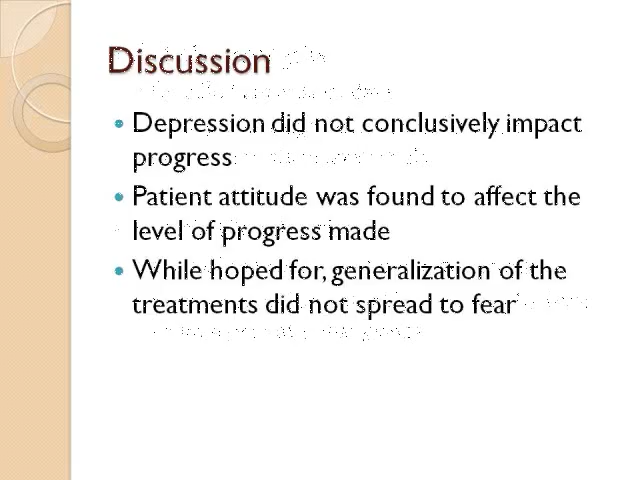 Discussion
Depression did not conclusively impact
progress
Patient attitude was found to affect the
level of progress made
While hoped for, generalization of the
treatments did not spread to fear